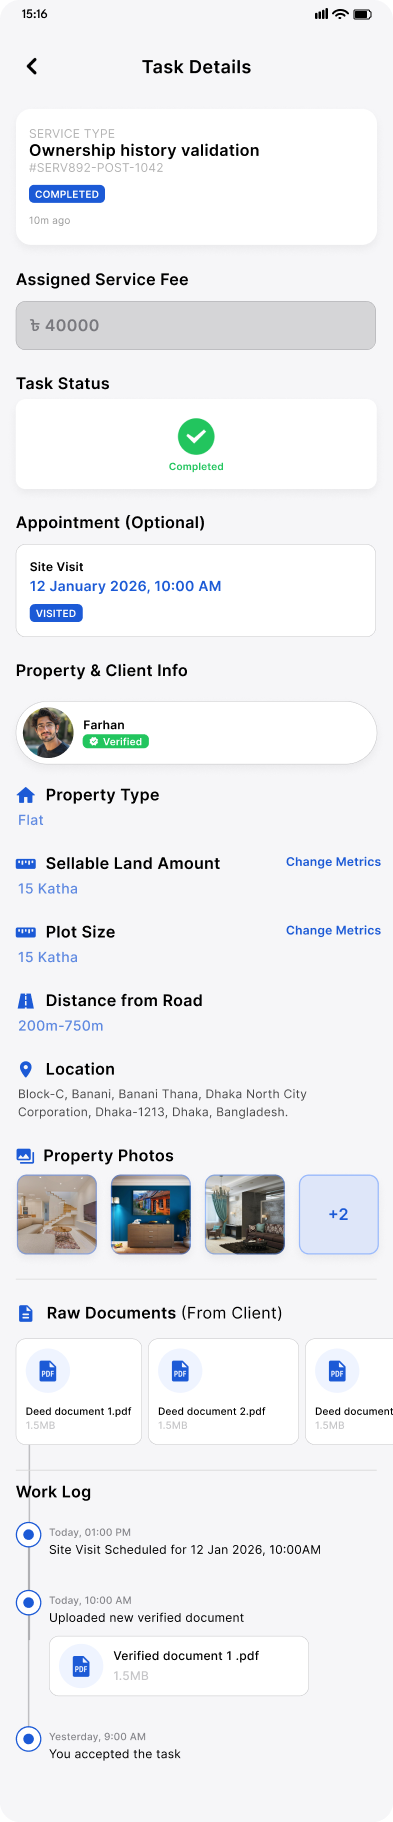 15:16
Task Details
SERVICE TYPE
Ownership history validation
#SERV892-POST-1042
COMPLETED
10m ago
Assigned Service Fee
৳ 40000
Task Status
Completed
Appointment (Optional)
Site Visit
12 January 2026, 10:00 AM
VISITED
Property & Client Info
Farhan
Verified
Property Type
Flat
Sellable Land Amount
Change Metrics
15 Katha
Plot Size
Change Metrics
15 Katha
Distance from Road
200m-750m
Location
Block-C, Banani, Banani Thana, Dhaka North City
Corporation, Dhaka-1213, Dhaka, Bangladesh.
Property Photos
+2
Raw Documents (From Client)
PDF
PDF
PDF
Deed document 1.pdf
Deed document 2.pdf
Deed document
1.5MB
1.5MB
1.5MB
Work Log
Today, 01:00 PM
Site Visit Scheduled for 12 Jan 2026, 10:00AM
Today, 10:00 AM
Uploaded new verified document
PDF
Verified document 1 .pdf
1.5MB
Yesterday, 9:00 AM
You accepted the task